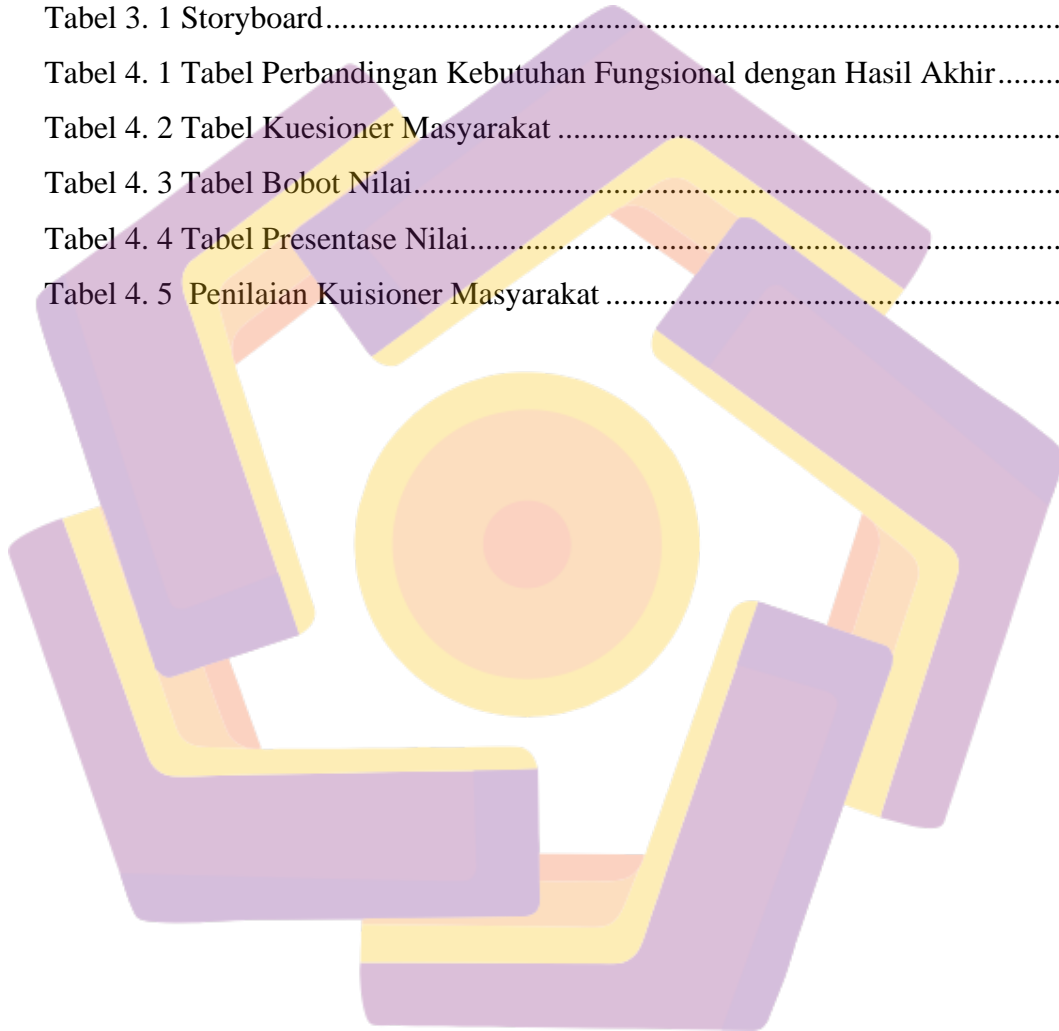 Tabel 3. 1 Storyboard................................................................................
Tabel 4. 1 Tabel Perbandingan Kebutuhan Fungsional dengan Hasil Akhir........
Tabel 4. 2 Tabel Kuesioner Masyarakat ................................................................
Tabel 4. 3 Tabel Bobot Nilai................................................................................
Tabel 4. 4 Tabel Presentase Nilai........................................................................
Tabel 4. 5  Penilaian Kuisioner Masyarakat ........................................................